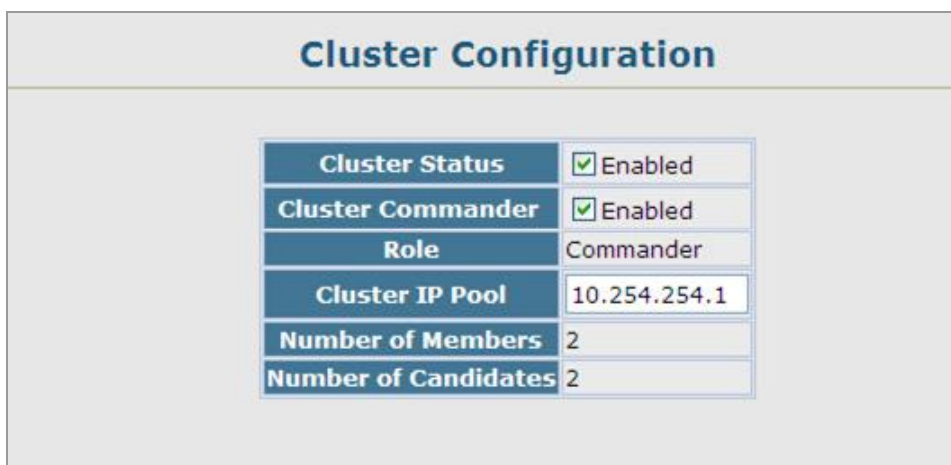 Cluster Configuration
Cluster Status Enabled
Cluster Commander Enabled
Role Commander
Cluster IP Pool 10.254.254.1
Number of Members 2
Number of Candidates 2